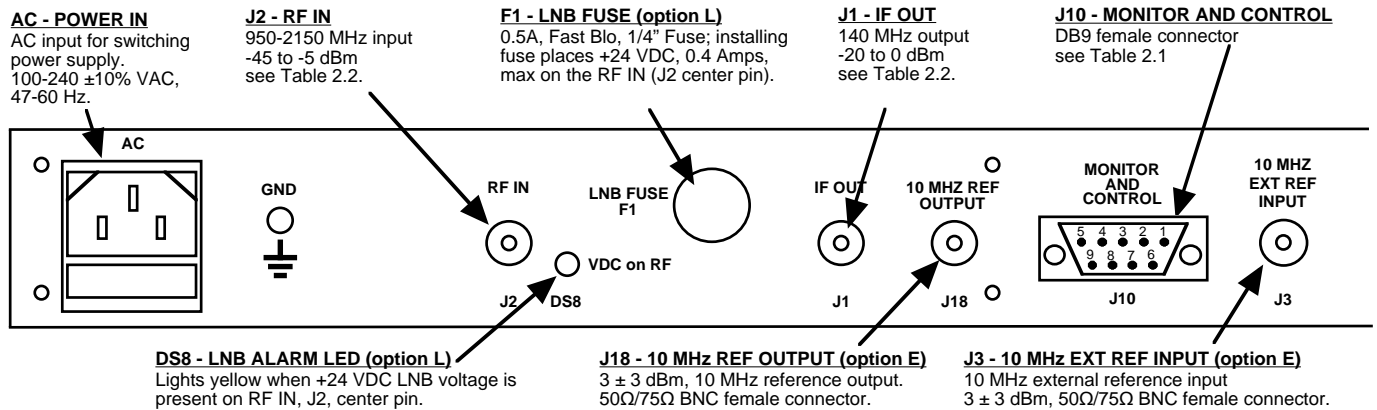 AC - POWER IN
AC input for switching
power supply.
100-240 ±10% VAC,
47-60 Hz.
J2 - RF IN
950-2150 MHz input
-45 to -5 dBm
see Table 2.2.
F1 - LNB FUSE (option L)
0.5A, Fast Blo, 1/4" Fuse; installing
fuse places +24 VDC, 0.4 Amps,
max on the RF IN (J2 center pin).
J1 - IF OUT
140 MHz output
-20 to 0 dBm
see Table 2.2.
J10 - MONITOR AND CONTROL
DB9 female connector
see Table 2.1
AC
GND
RF IN
J2
VDC on RF
DS8
LNB FUSE
F1
IF OUT
J1
10 MHZ REF
OUTPUT
J18
MONITOR
AND
CONTROL
5 4 3 2 1
9 8 7 6
J10
10 MHZ
EXT REF
INPUT
J3
DS8 - LNB ALARM LED (option L)
Lights yellow when +24 VDC LNB voltage is
present on RF IN, J2, center pin.
J18 - 10 MHz REF OUTPUT (option E)
3 ± 3 dBm, 10 MHz reference output.
50Ω/75Ω BNC female connector.
J3 - 10 MHz EXT REF INPUT (option E)
10 MHz external reference input
3 ± 3 dBm, 50Ω/75Ω BNC female connector.